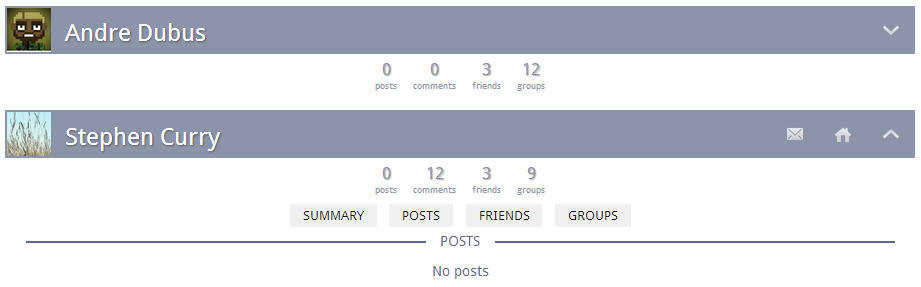 Andre Dubus
0 0 3 12
posts comments friends groups
Stephen Curry
0 12 3 9
posts comments friends groups
SUMMARY POSTS FRIENDS GROUPS
POSTS
No posts